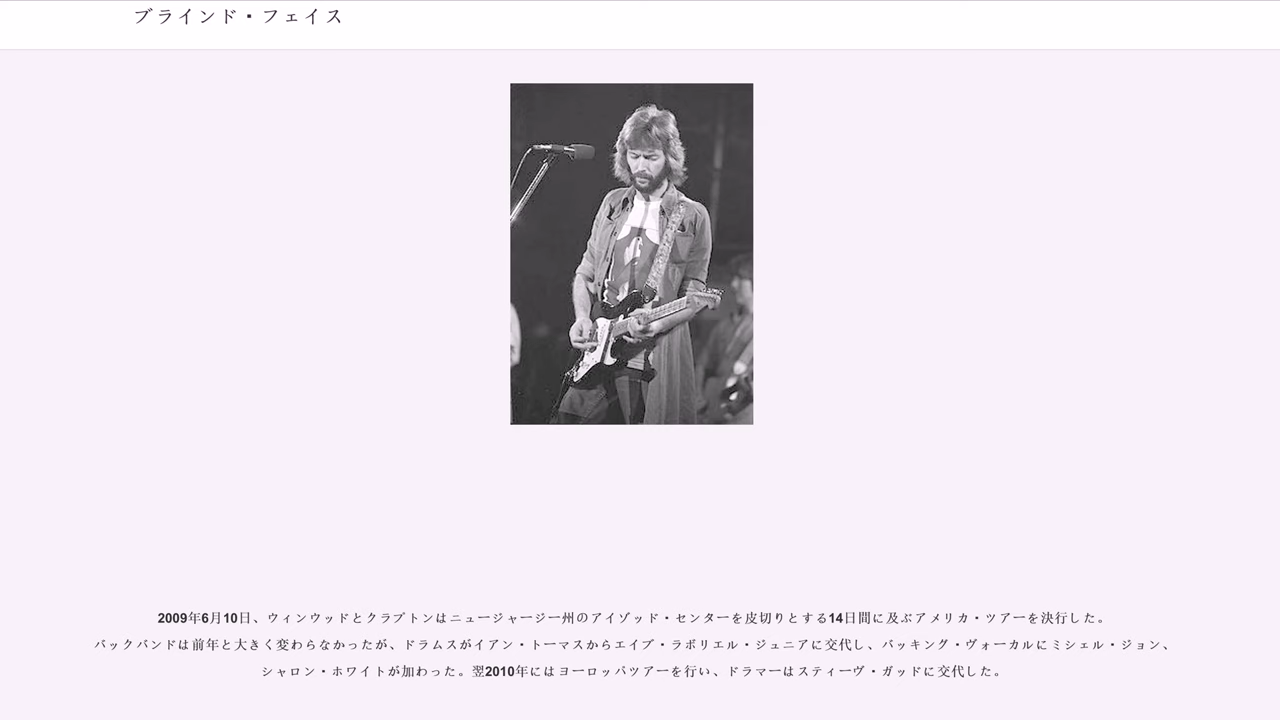 ブラインド・フェイス
2009年6月10日、ウィンウッドとクラプトンはニュージャージー州のアイゾッド・センターを皮切りとする14日間に及ぶアメリカ・ツアーを決行した。
バックバンドは前年と大きく変わらなかったが、ドラムスがイアン・トーマスからエイブ・ラボリエル・ジュニアに交代し、バッキング・ヴォーカルにミシェル・ジョン、
シャロン・ホワイトが加わった。翌2010年にはヨーロッパツアーを行い、ドラマーはスティーヴ・ガッドに交代した。